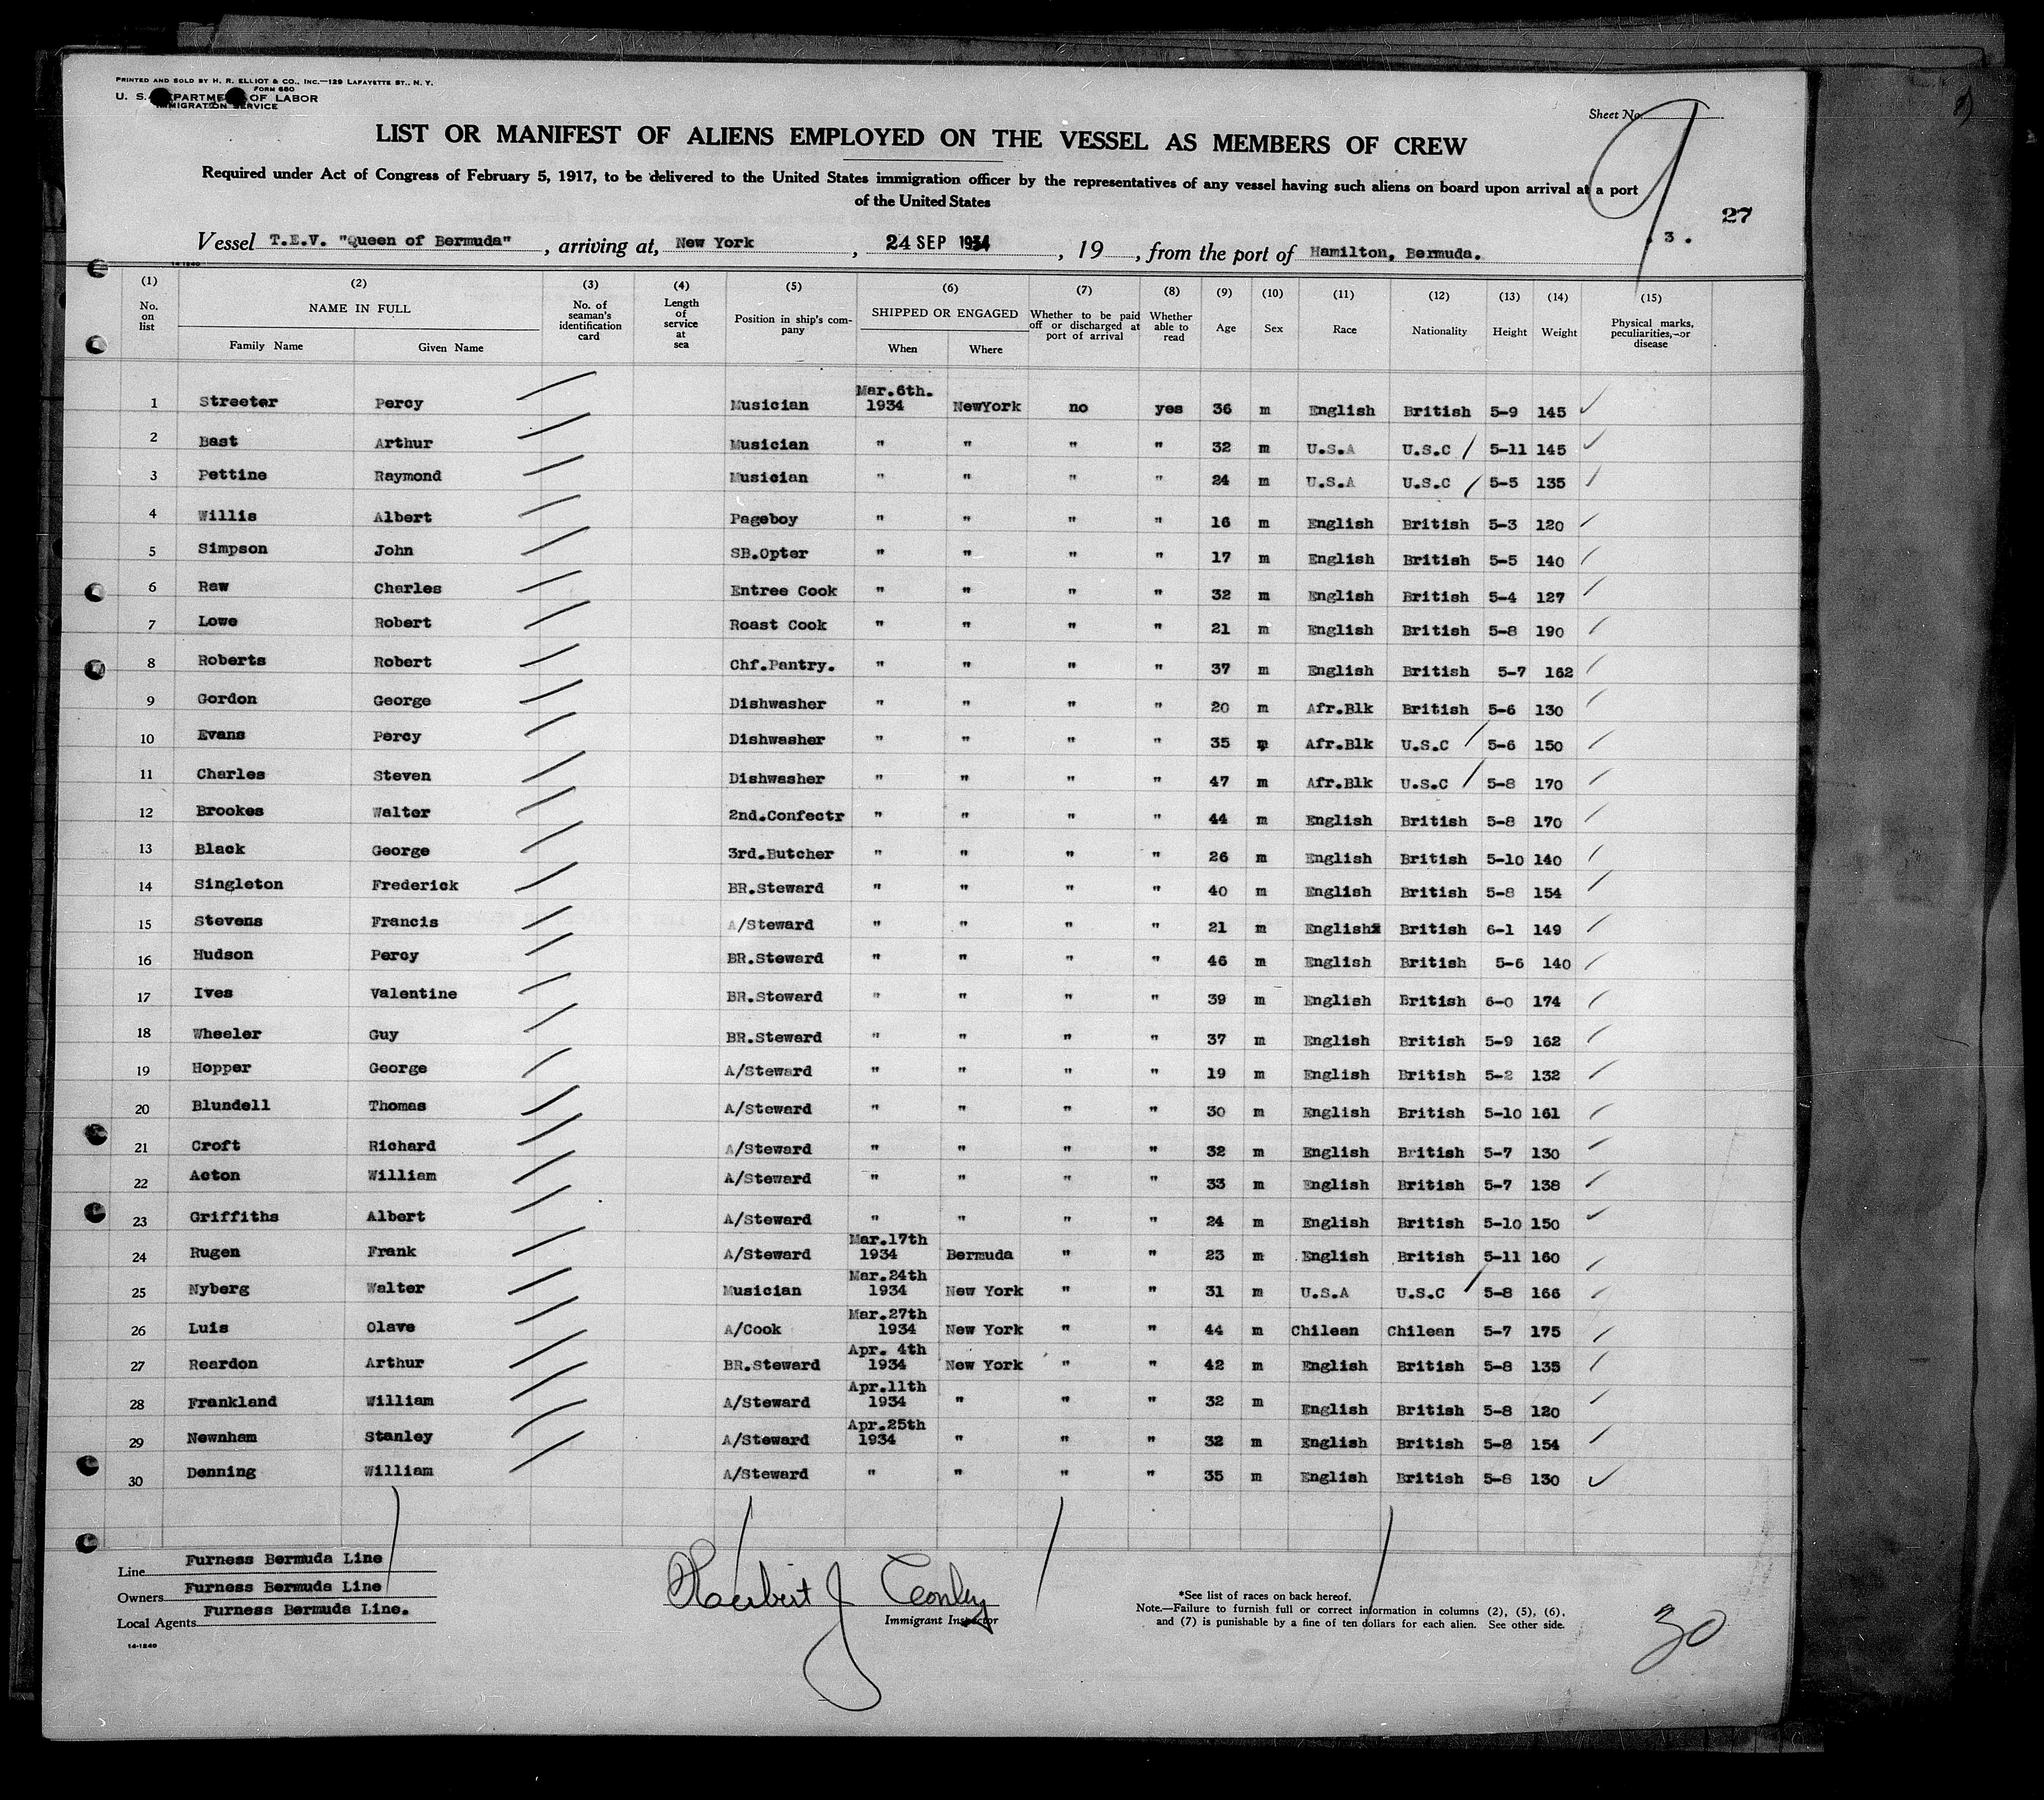 PRINTED AND SOLD BY H. R. ELLIOT & CO., INC.—129 LAFAYETTE ST., N. Y.
FORM 680
U. S. DEPARTMENT OF LABOR
IMMIGRATION SERVICE
Sheet No. 9
LIST OR MANIFEST OF ALIENS EMPLOYED ON THE VESSEL AS MEMBERS OF CREW
Required under Act of Congress of February 5, 1917, to be delivered to the United States immigration officer by the representatives of any vessel having such aliens on board upon arrival at a port
of the United States
27
3.
Vessel T.E.V. "Queen of Bermuda", arriving at, New York, 24 SEP 1934, 19, from the port of Hamilton, Bermuda.
14-1240
(1) (2) (3) (4) (5) (6) (7) (8) (9) (10) (11) (12) (13) (14) (15)
No. on list NAME IN FULL Family Name Given Name No. of seaman's identification card Length of service at sea Position in ship's company SHIPPED OR ENGAGED When Where Whether to be paid off or discharged at port of arrival Whether able to read Age Sex Race Nationality Height Weight Physical marks, peculiarities, or disease
1 Streeter Percy Musician Mar.6th. 1934 NewYork no yes 36 m English British 5-9 145
2 Bast Arthur Musician " " " " 32 m U.S.A U.S.C 5-11 145
3 Pettine Raymond Musician " " " " 24 m U.S.A U.S.C 5-5 135
4 Willis Albert Pageboy " " " " 16 m English British 5-3 120
5 Simpson John SB.Opter " " " " 17 m English British 5-5 140
6 Raw Charles Entree Cook " " " " 32 m English British 5-4 127
7 Lowe Robert Roast Cook " " " " 21 m English British 5-8 190
8 Roberts Robert Chf.Pantry. " " " " 37 m English British 5-7 162
9 Gordon George Dishwasher " " " " 20 m Afr.Blk British 5-6 130
10 Evans Percy Dishwasher " " " " 35 m Afr.Blk U.S.C 5-6 150
11 Charles Steven Dishwasher " " " " 47 m Afr.Blk U.S.C 5-8 170
12 Brookes Walter 2nd.Confectr " " " " 44 m English British 5-8 170
13 Black George 3rd.Butcher " " " " 26 m English British 5-10 140
14 Singleton Frederick BR.Steward " " " " 40 m English British 5-8 154
15 Stevens Francis A/Steward " " " " 21 m English British 6-1 149
16 Hudson Percy BR.Steward " " " " 46 m English British 5-6 140
17 Ives Valentine BR.Steward " " " " 39 m English British 6-0 174
18 Wheeler Guy BR.Steward " " " " 37 m English British 5-9 162
19 Hopper George A/Steward " " " " 19 m English British 5-2 132
20 Blundell Thomas A/Steward " " " " 30 m English British 5-10 161
21 Croft Richard A/Steward " " " " 32 m English British 5-7 130
22 Acton William A/Steward " " " " 33 m English British 5-7 138
23 Griffiths Albert A/Steward " " " " 24 m English British 5-10 150
24 Rugen Frank A/Steward Mar.17th 1934 Bermuda " " 23 m English British 5-11 160
25 Nyberg Walter Musician Mar.24th 1934 New York " " 31 m U.S.A U.S.C 5-8 166
26 Luis Olave A/Cook Mar.27th 1934 New York " " 44 m Chilean Chilean 5-7 175
27 Reardon Arthur BR.Steward Apr. 4th 1934 New York " " 42 m English British 5-8 135
28 Frankland William A/Steward Apr.11th 1934 " " " 32 m English British 5-8 120
29 Newnham Stanley A/Steward Apr.25th 1934 " " " 32 m English British 5-8 154
30 Denning William A/Steward " " " " 35 m English British 5-8 130
Line Furness Bermuda Line
Owners Furness Bermuda Line
Local Agents Furness Bermuda Line.
14-1240
Herbert J Conley
Immigrant Inspector
*See list of races on back hereof.
Note.—Failure to furnish full or correct information in columns (2), (5), (6),
and (7) is punishable by a fine of ten dollars for each alien. See other side.
30